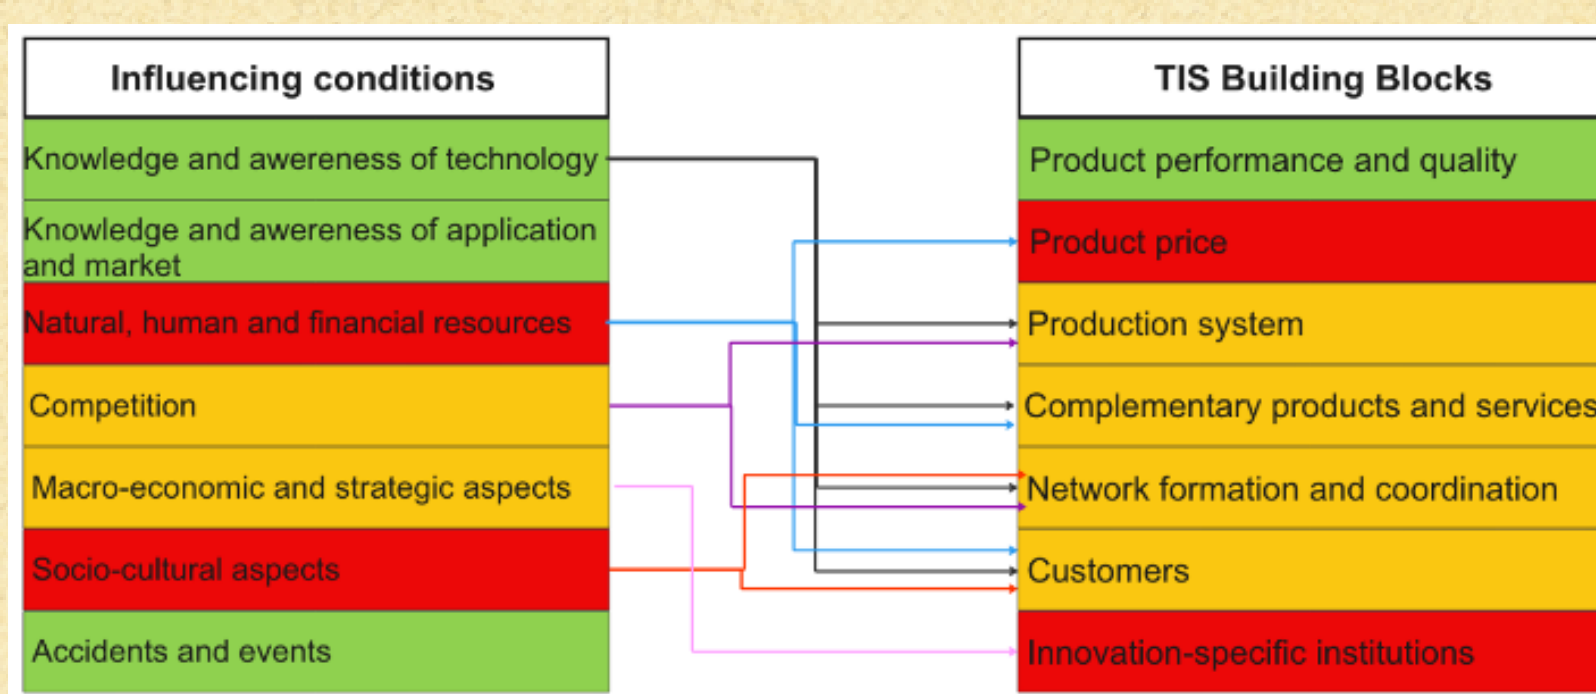 Influencing conditions
Knowledge and awereness of technology
Knowledge and awereness of application
and market
Natural, human and financial resources
Competition
Macro-economic and strategic aspects
Socio-cultural aspects
Accidents and events
TIS Building Blocks
Product performance and quality
Product price
Production system
Complementary products and services
Network formation and coordination
Customers
Innovation-specific institutions